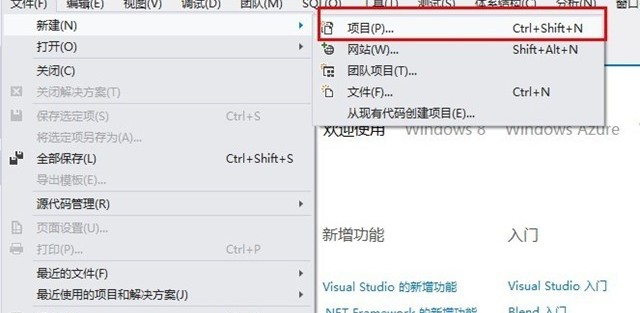 文件(F) 编辑(E) 视图(V) 调试(D) 团队(M) SQL(Q) 工具(T) 测试(S) 体系结构(C) 分析(N) 窗口
新建(N)
项目(P)... Ctrl+Shift+N
打开(O)
网站(W)... Shift+Alt+N
关闭(C)
团队项目(T)...
关闭解决方案(T)
文件(F)... Ctrl+N
保存选定项(S) Ctrl+S
从现有代码创建项目(E)...
将选定项另存为(A)...
欢迎使用 Windows 8 Windows Azure
全部保存(L) Ctrl+Shift+S
导出模板(E)...
源代码管理(R)
页面设置(U)...
新增功能 入门
打印(P)... Ctrl+P
最近的文件(F)
Visual Studio 的新增功能 Visual Studio 入门
最近使用的项目和解决方案(J)
.NET Framework 的新增功能 Blend 入门